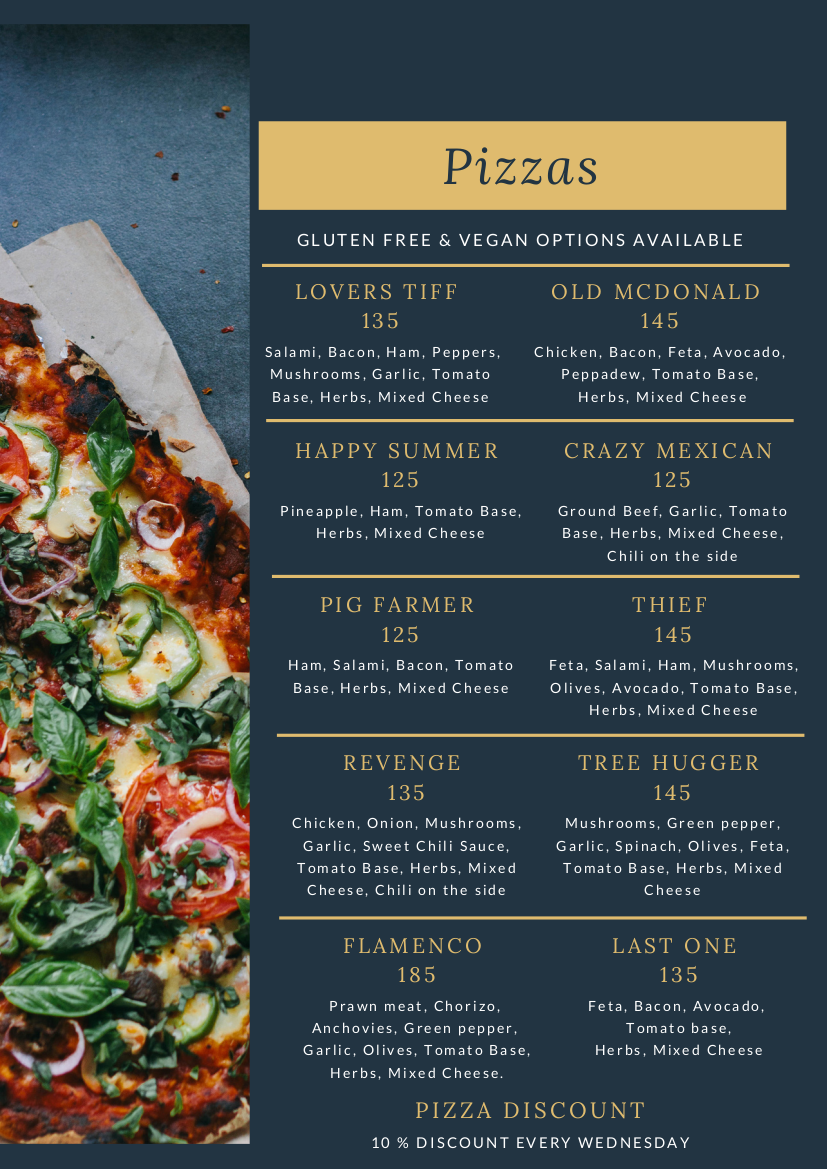 Pizzas
GLUTEN FREE & VEGAN OPTIONS AVAILABLE
LOVERS TIFF
135
Salami, Bacon, Ham, Peppers,
Mushrooms, Garlic, Tomato
Base, Herbs, Mixed Cheese
OLD MCDONALD
145
Chicken, Bacon, Feta, Avocado,
Peppadew, Tomato Base,
Herbs, Mixed Cheese
HAPPY SUMMER
125
Pineapple, Ham, Tomato Base,
Herbs, Mixed Cheese
CRAZY MEXICAN
125
Ground Beef, Garlic, Tomato
Base, Herbs, Mixed Cheese,
Chili on the side
PIG FARMER
125
Ham, Salami, Bacon, Tomato
Base, Herbs, Mixed Cheese
THIEF
145
Feta, Salami, Ham, Mushrooms,
Olives, Avocado, Tomato Base,
Herbs, Mixed Cheese
REVENGE
135
Chicken, Onion, Mushrooms,
Garlic, Sweet Chili Sauce,
Tomato Base, Herbs, Mixed
Cheese, Chili on the side
TREE HUGGER
145
Mushrooms, Green pepper,
Garlic, Spinach, Olives, Feta,
Tomato Base, Herbs, Mixed
Cheese
FLAMENCO
185
Prawn meat, Chorizo,
Anchovies, Green pepper,
Garlic, Olives, Tomato Base,
Herbs, Mixed Cheese.
LAST ONE
135
Feta, Bacon, Avocado,
Tomato base,
Herbs, Mixed Cheese
PIZZA DISCOUNT
10 % DISCOUNT EVERY WEDNESDAY